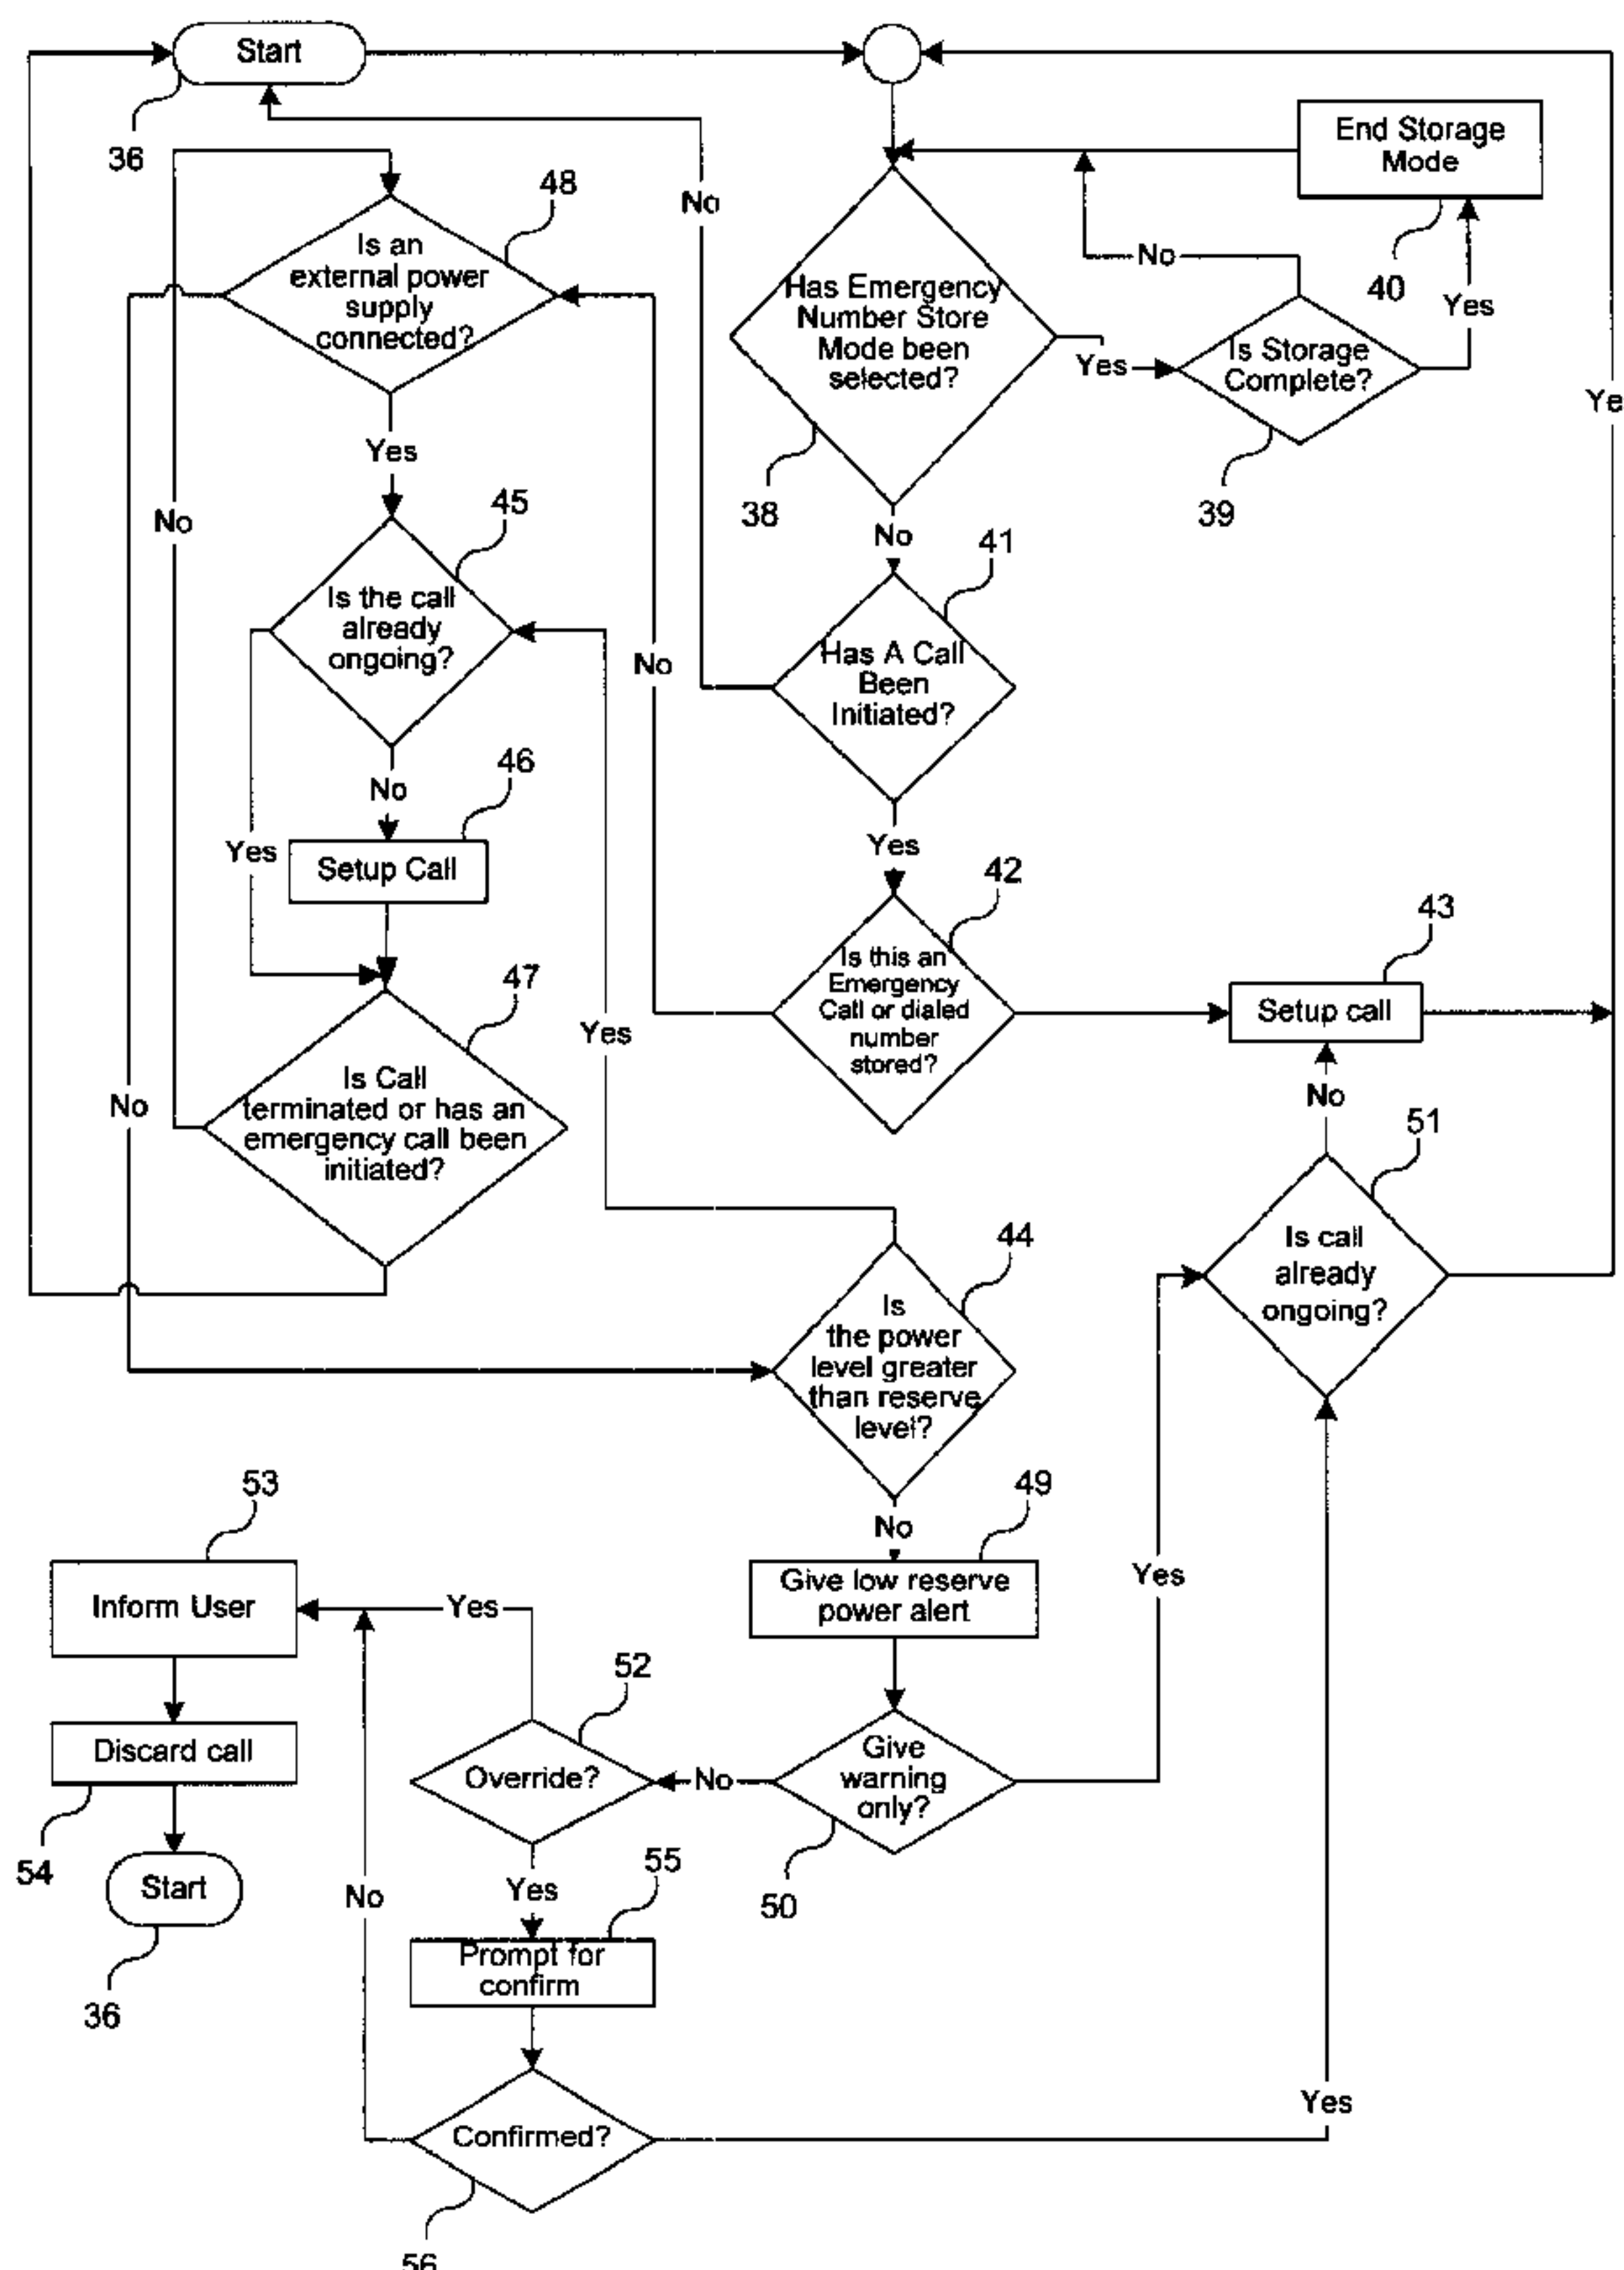 Start
36
End Storage
Mode
40
No
48
Is an
external power
supply
connected?
No
Has Emergency
Number Store
Mode been
selected?
38
Yes
Is Storage
Complete?
39
Yes
Ye
Yes
No
45
Is the call
already
ongoing?
No
No
41
Has A Call
Been
Initiated?
No
46
Setup Call
Yes
Yes
42
Is this an
Emergency
Call or dialed
number
stored?
43
Setup call
47
Is Call
terminated or has an
emergency call been
initiated?
No
Yes
No
51
Is call
already
ongoing?
44
Is
the power
level greater
than reserve
level?
No
49
Give low reserve
power alert
Yes
53
Inform User
Yes
52
Override?
No
Give
warning
only?
50
Discard call
54
Start
36
No
Yes
55
Prompt for
confirm
Confirmed?
56
Yes